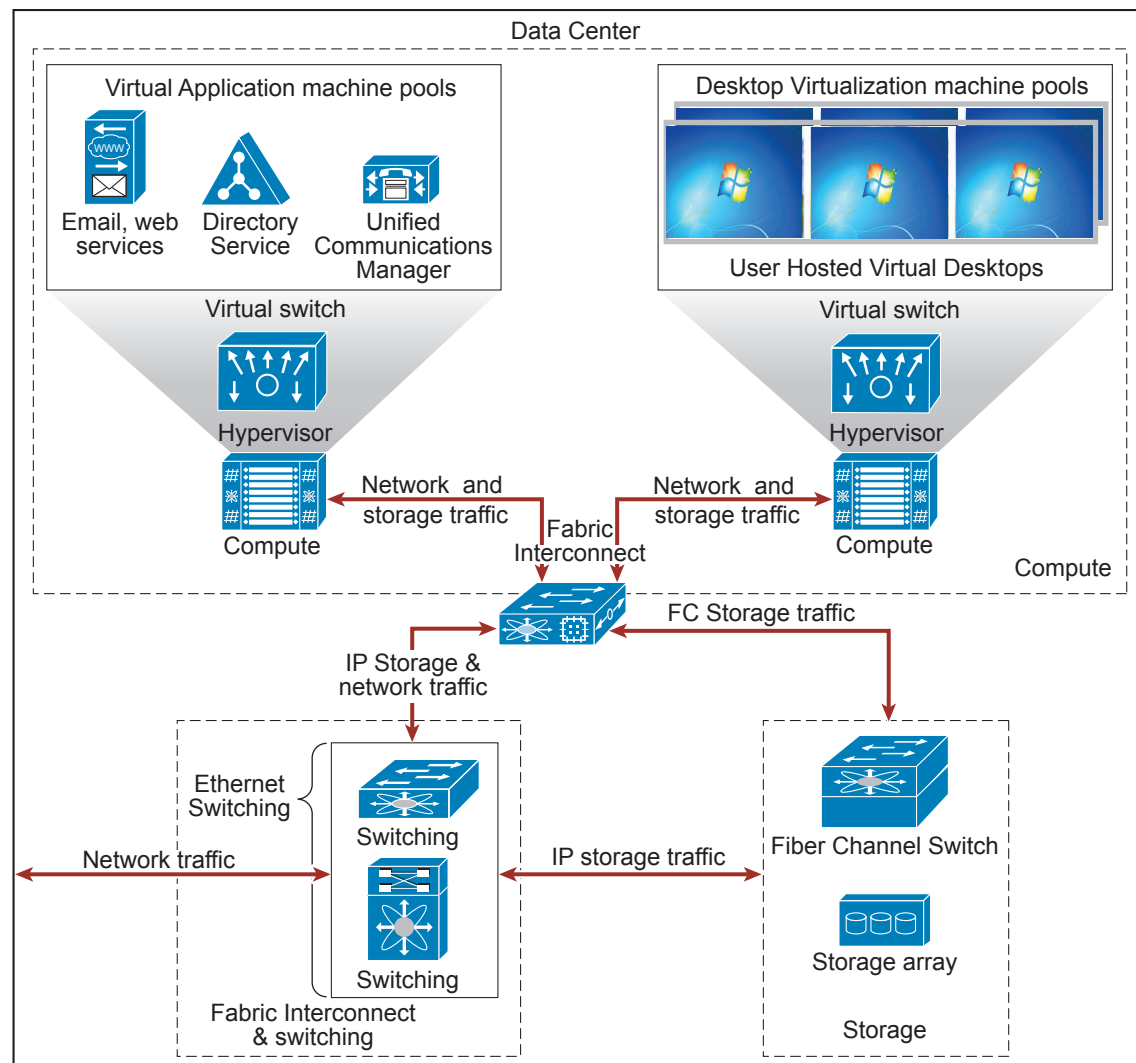 Data Center
Virtual Application machine pools
WWW
Email, web
services
Directory
Service
Unified
Communications
Manager
Desktop Virtualization machine pools
User Hosted Virtual Desktops
Virtual switch
Hypervisor
Compute
Virtual switch
Hypervisor
Compute
Network and
storage traffic
Network and
storage traffic
Fabric
Interconnect
Compute
FC Storage traffic
IP Storage &
network traffic
Ethernet
Switching
Switching
Switching
Network traffic
IP storage traffic
Fabric Interconnect
& switching
Fiber Channel Switch
Storage array
Storage